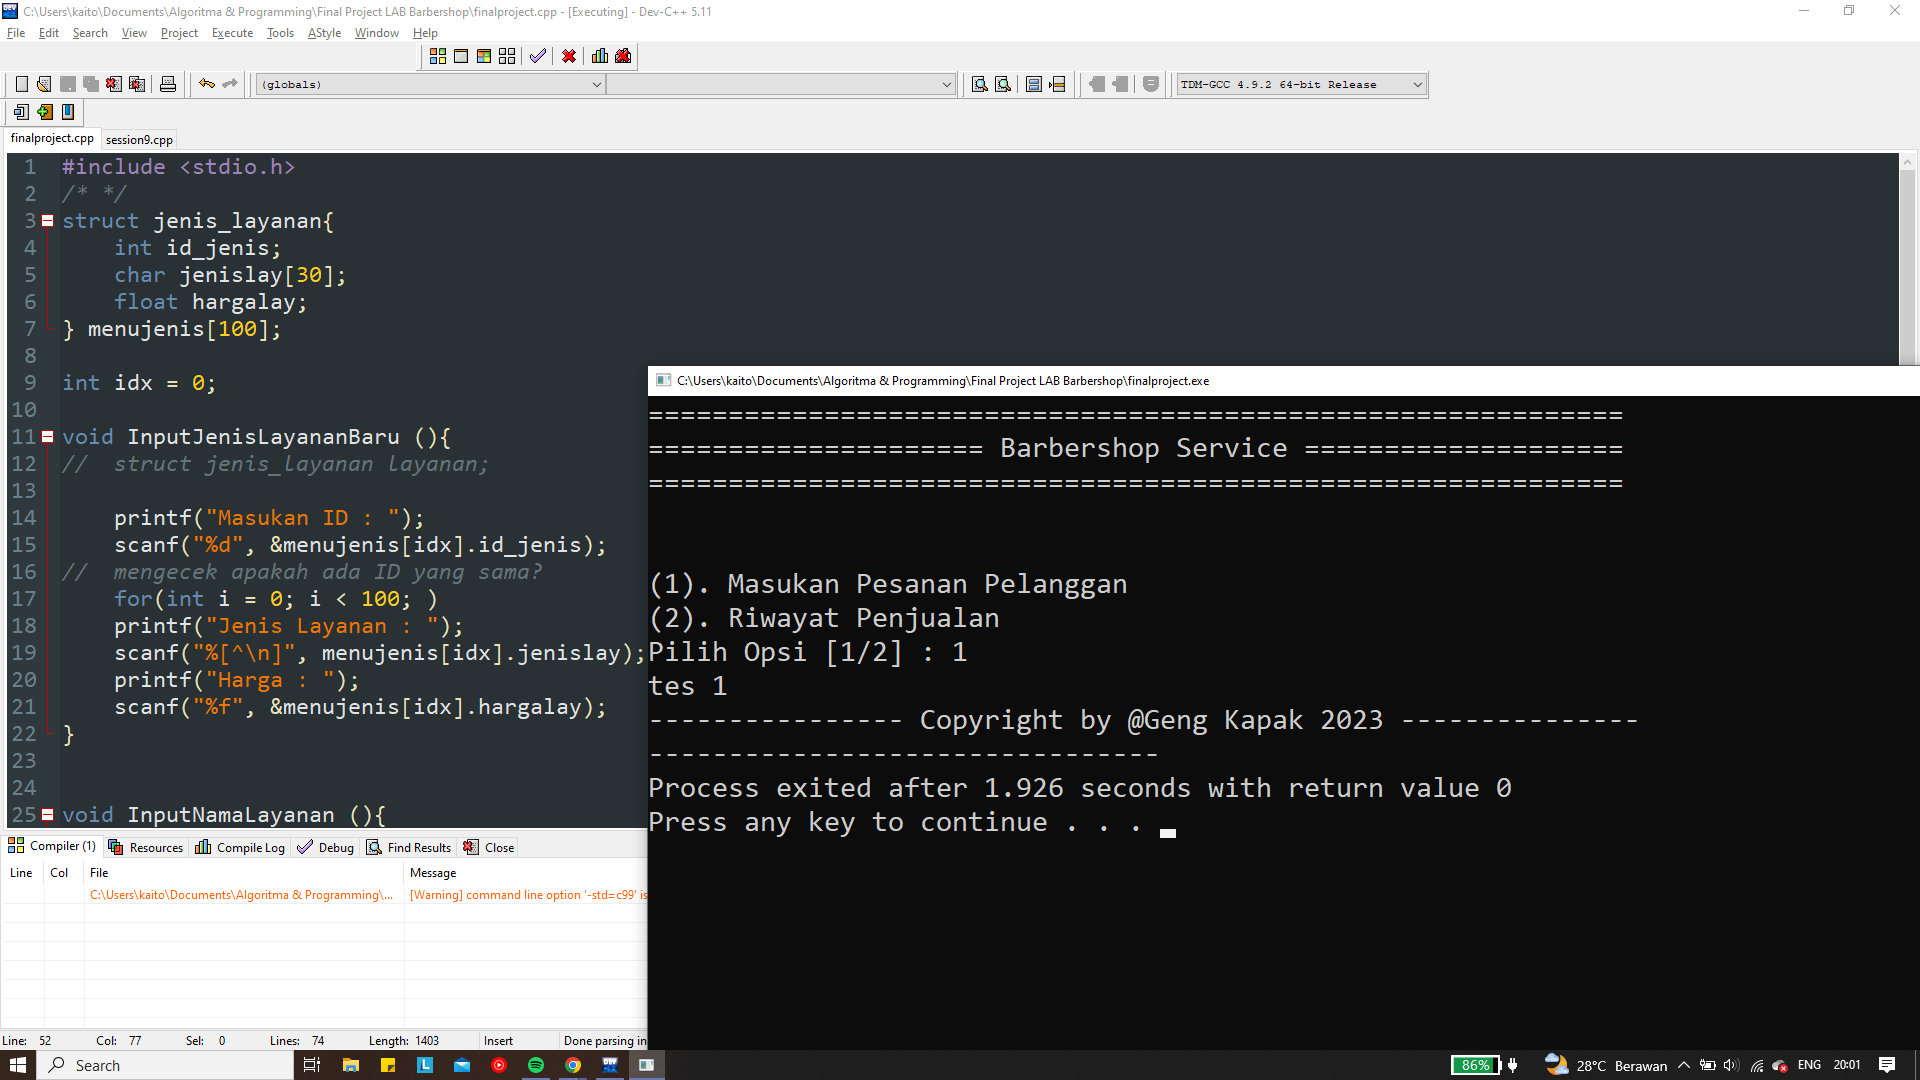 C:\Users\kaito\Documents\Algoritma & Programming\Final Project LAB Barbershop\finalproject.cpp - [Executing] - Dev-C++ 5.11
File Edit Search View Project Execute Tools AStyle Window Help
(globals)
TDM-GCC 4.9.2 64-bit Release
finalproject.cpp session9.cpp
1 #include <stdio.h>
2 /* */
3 struct jenis_layanan{
4 int id_jenis;
5 char jenislay[30];
6 float hargalay;
7 } menujenis[100];
8
9 int idx = 0;
10
11 void InputJenisLayananBaru (){
12 // struct jenis_layanan layanan;
13
14 printf("Masukan ID : ");
15 scanf("%d", &menujenis[idx].id_jenis);
16 // mengecek apakah ada ID yang sama?
17 for(int i = 0; i < 100; )
18 printf("Jenis Layanan : ");
19 scanf("%[^\n]", menujenis[idx].jenislay);
20 printf("Harga : ");
21 scanf("%f", &menujenis[idx].hargalay);
22 }
23
24
25 void InputNamaLayanan (){
C:\Users\kaito\Documents\Algoritma & Programming\Final Project LAB Barbershop\finalproject.exe
=============================================================
===================== Barbershop Service ====================
=============================================================
(1). Masukan Pesanan Pelanggan
(2). Riwayat Penjualan
Pilih Opsi [1/2] : 1
tes 1
---------------- Copyright by @Geng Kapak 2023 ---------------
--------------------------------
Process exited after 1.926 seconds with return value 0
Press any key to continue . . .
Compiler (1) Resources Compile Log Debug Find Results Close
Line Col File Message
C:\Users\kaito\Documents\Algoritma & Programming\... [Warning] command line option '-std=c99' is
Line: 52 Col: 77 Sel: 0 Lines: 74 Length: 1403 Insert Done parsing in
Search
86% 28°C Berawan ENG 20:01